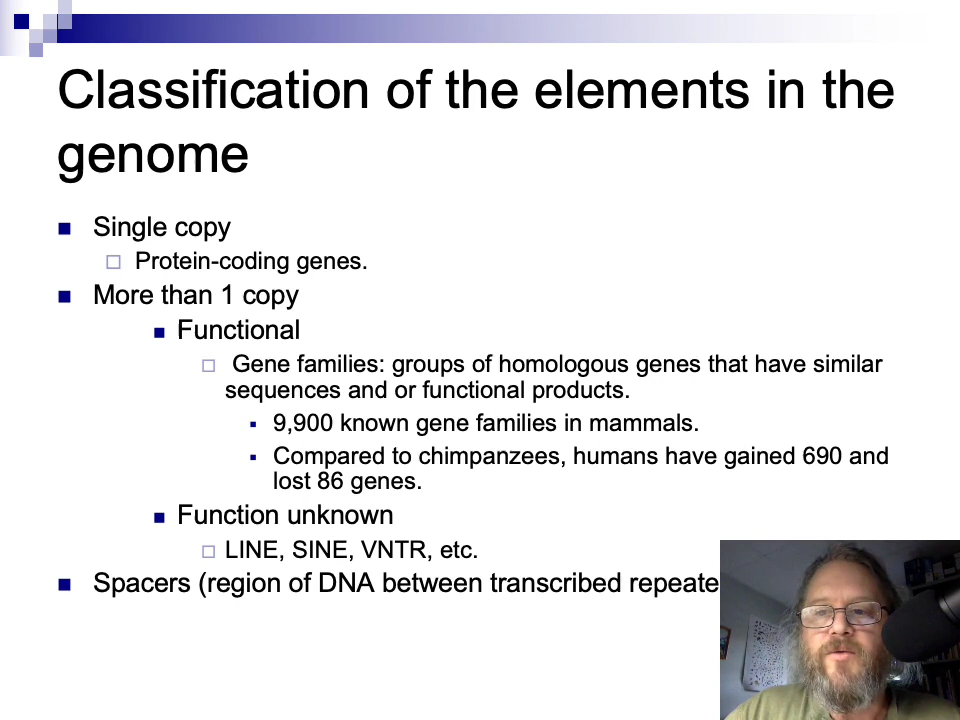 Classification of the elements in the
genome
Single copy
Protein-coding genes.
More than 1 copy
Functional
Gene families: groups of homologous genes that have similar
sequences and or functional products.
9,900 known gene families in mammals.
Compared to chimpanzees, humans have gained 690 and
lost 86 genes.
Function unknown
LINE, SINE, VNTR, etc.
Spacers (region of DNA between transcribed repeate